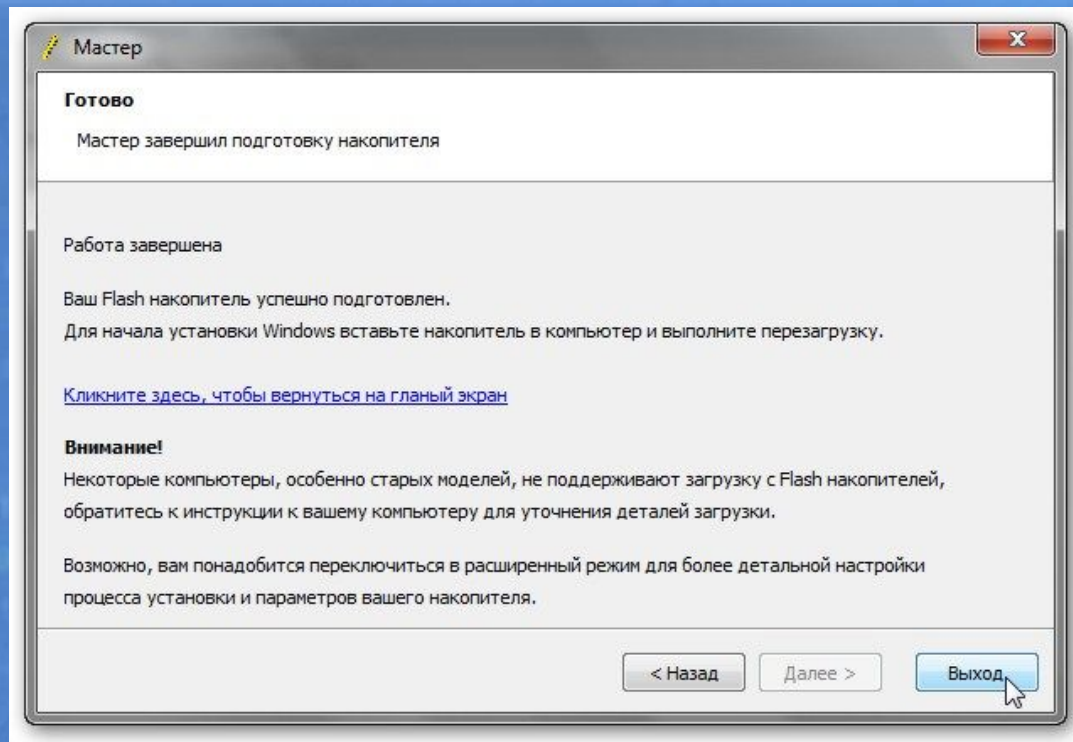 Мастер
Готово
Мастер завершил подготовку накопителя
Работа завершена
Ваш Flash накопитель успешно подготовлен.
Для начала установки Windows вставьте накопитель в компьютер и выполните перезагрузку.
Кликните здесь, чтобы вернуться на гланый экран
Внимание!
Некоторые компьютеры, особенно старых моделей, не поддерживают загрузку с Flash накопителей,
обратитесь к инструкции к вашему компьютеру для уточнения деталей загрузки.
Возможно, вам понадобится переключиться в расширенный режим для более детальной настройки
процесса установки и параметров вашего накопителя.
< Назад
Далее >
Выход